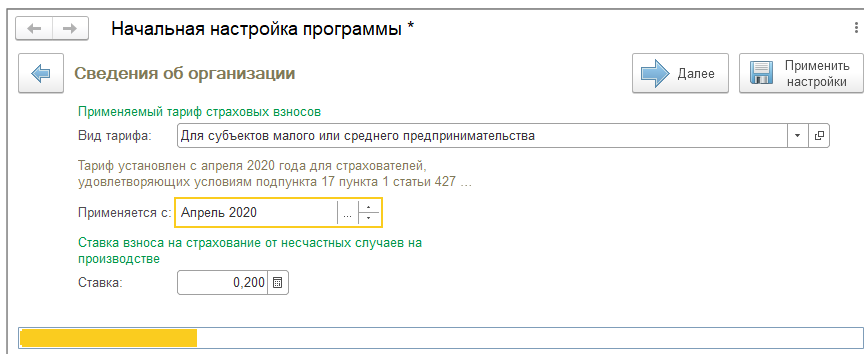 Начальная настройка программы *
Сведения об организации
Далее
Применить настройки
Применяемый тариф страховых взносов
Вид тарифа: Для субъектов малого или среднего предпринимательства
Тариф установлен с апреля 2020 года для страхователей,
удовлетворяющих условиям подпункта 17 пункта 1 статьи 427 ...
Применяется с: Апрель 2020 ...
Ставка взноса на страхование от несчастных случаев на
производстве
Ставка: 0,200